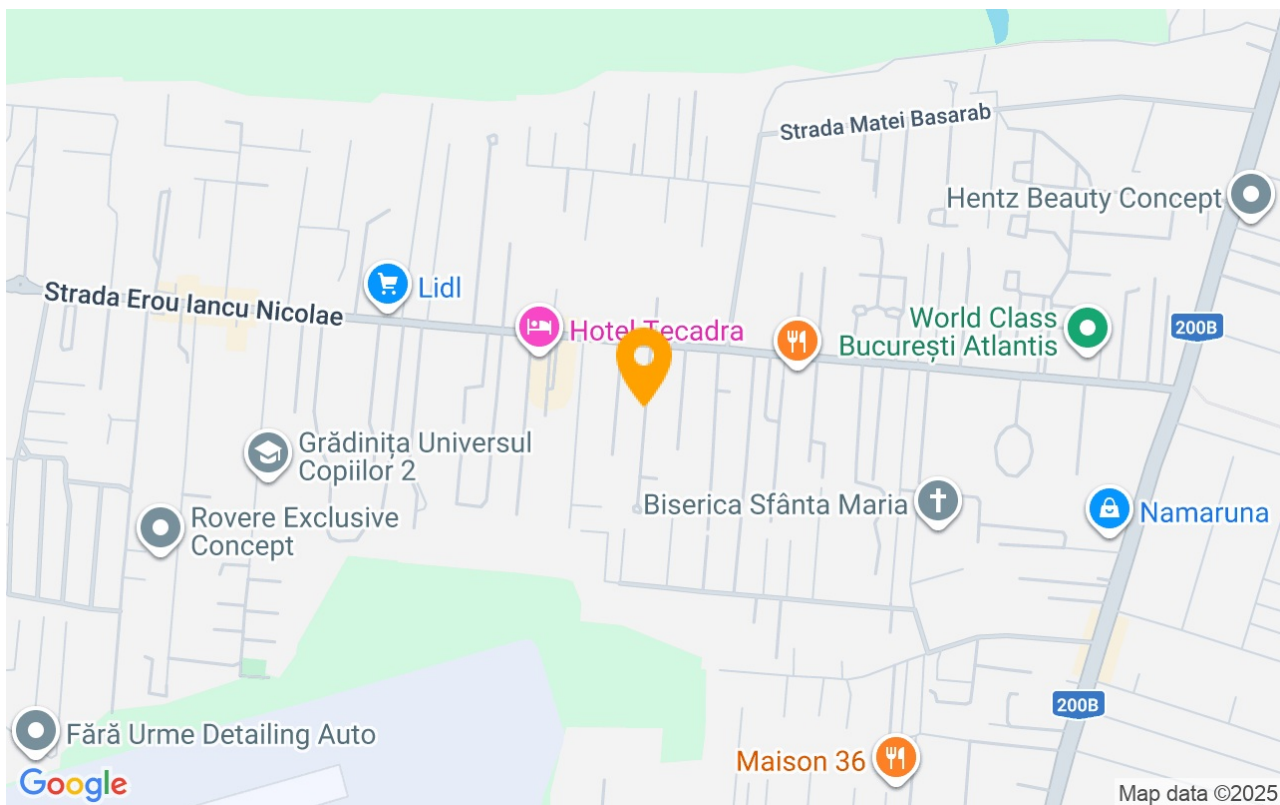 Strada Matei Basarab
Hentz Beauty Concept
Strada Erou Iancu Nicolae
Lidl
Hotel Tecadra
World Class
București Atlantis
200B
Grădinița Universul
Copiilor 2
Rovere Exclusive
Concept
Biserica Sfânta Maria
Namaruna
200B
Fără Urme Detailing Auto
Maison 36
Google
Map data ©2025